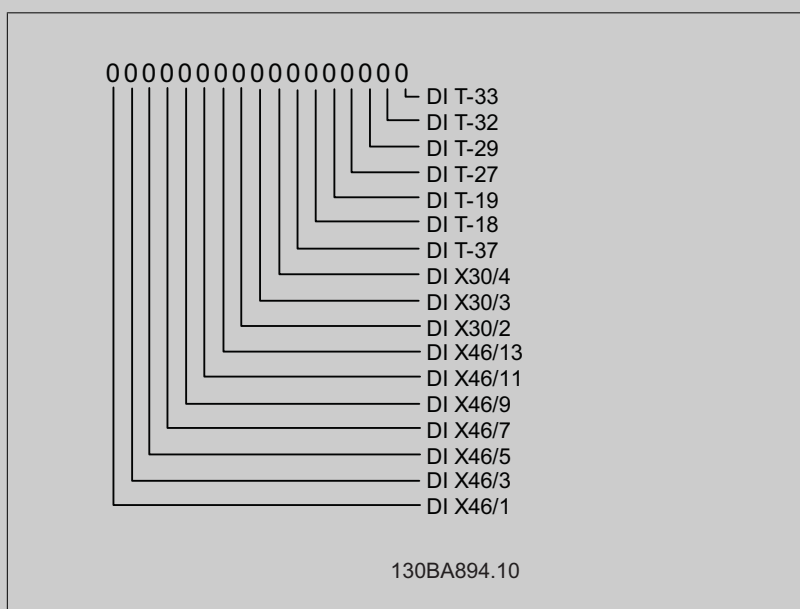 00000000000000000
DI T-33
DI T-32
DI T-29
DI T-27
DI T-19
DI T-18
DI T-37
DI X30/4
DI X30/3
DI X30/2
DI X46/13
DI X46/11
DI X46/9
DI X46/7
DI X46/5
DI X46/3
DI X46/1
130BA894.10